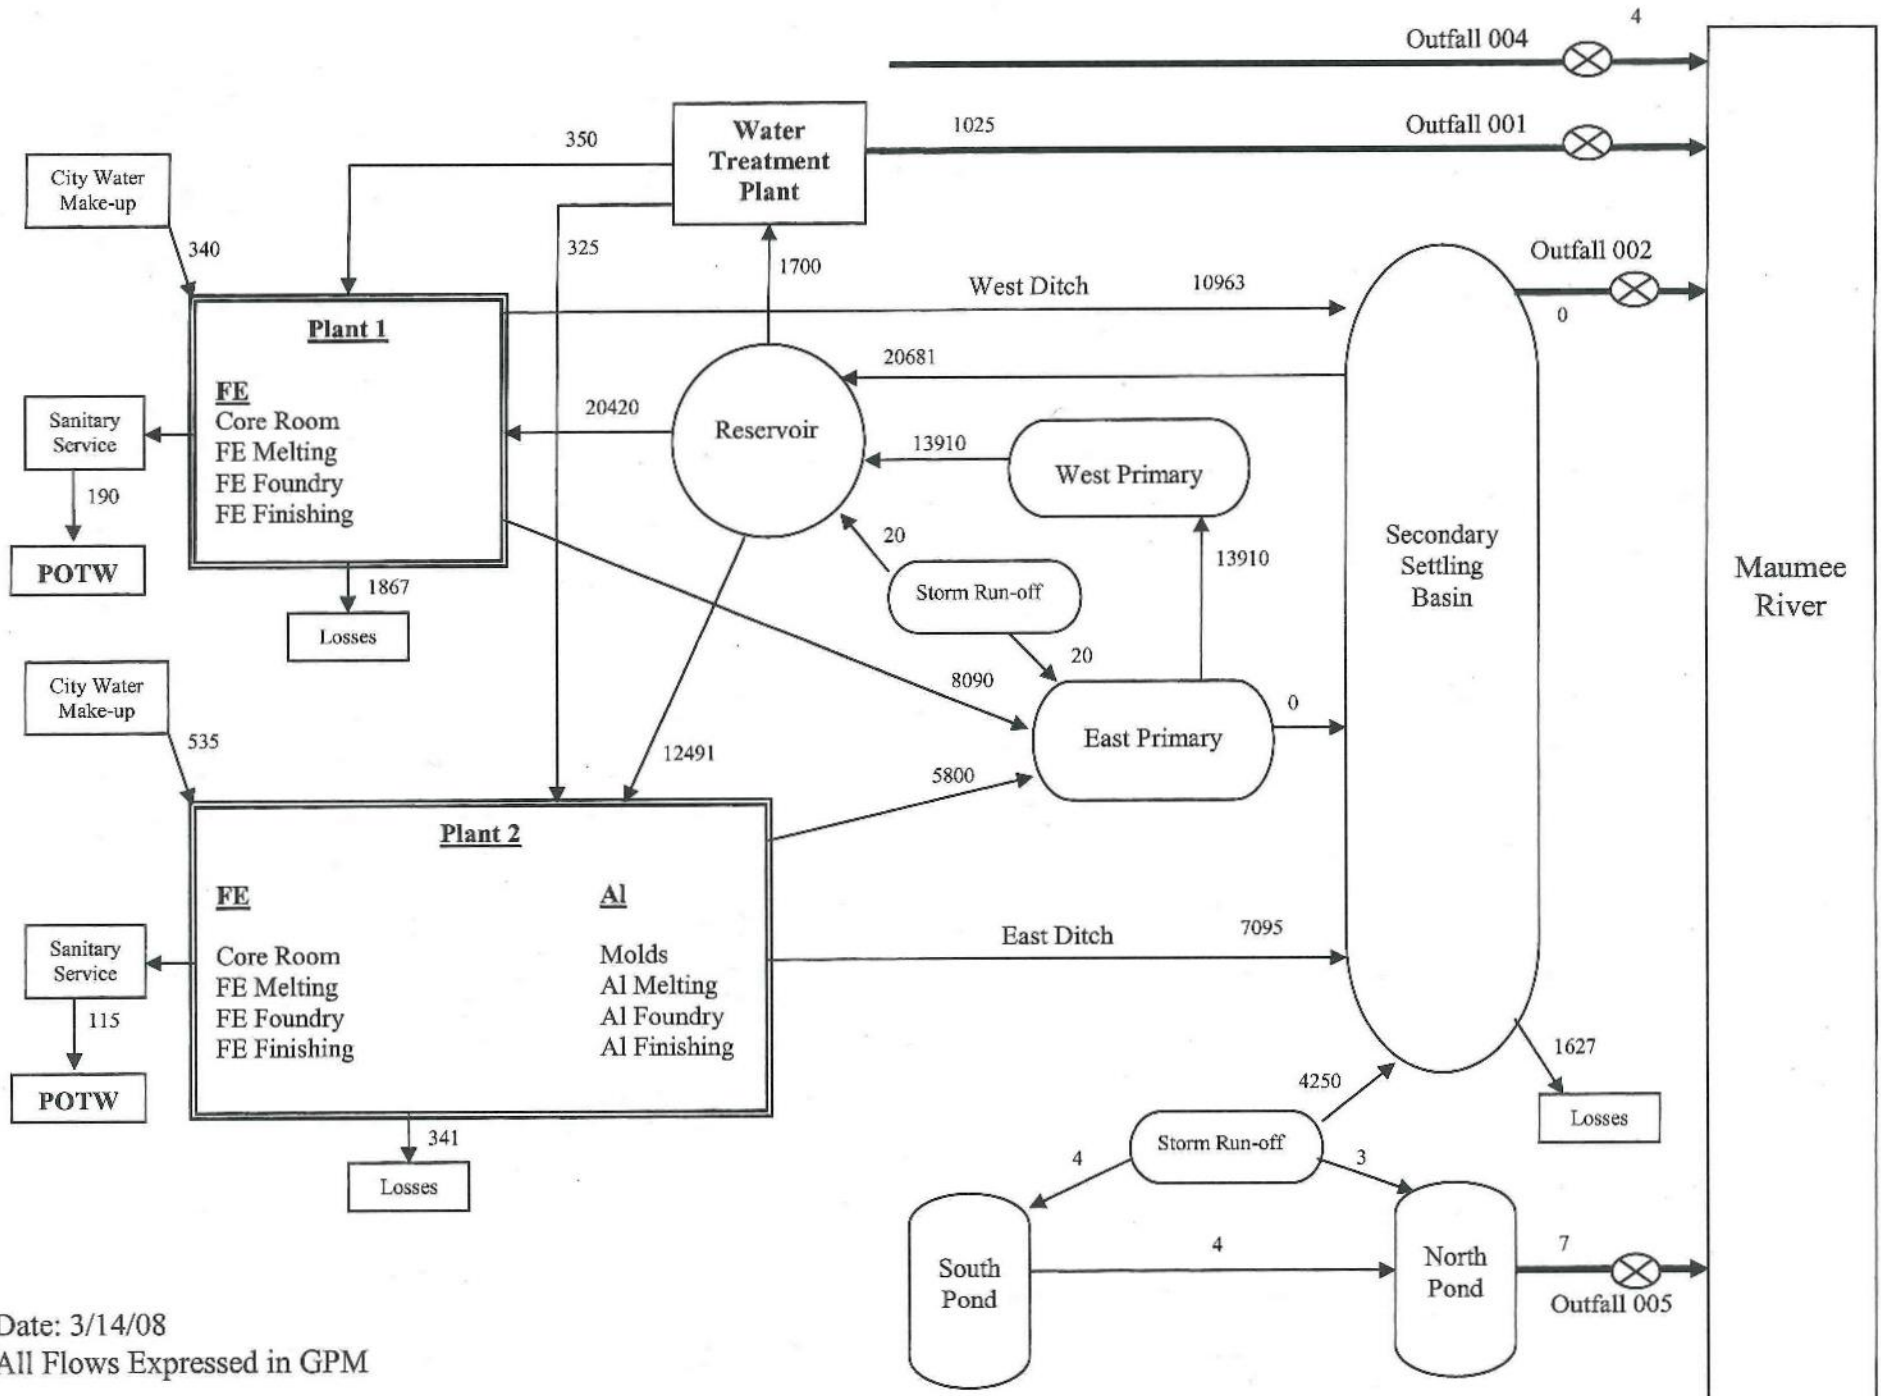 4
Outfall 004
Water
Treatment
Plant
1025
Outfall 001
350
City Water
Make-up
340
325
1700
Outfall 002
0
West Ditch
10963
Plant 1
FE
Core Room
FE Melting
FE Foundry
FE Finishing
Sanitary
Service
190
POTW
1867
Losses
20681
20420
Reservoir
13910
West Primary
13910
20
Storm Run-off
20
8090
East Primary
0
Secondary
Settling
Basin
Maumee
River
City Water
Make-up
535
12491
5800
Plant 2
FE
Core Room
FE Melting
FE Foundry
FE Finishing
Al
Molds
Al Melting
Al Foundry
Al Finishing
Sanitary
Service
115
POTW
341
Losses
East Ditch
7095
1627
Losses
4250
Storm Run-off
4
3
South
Pond
4
North
Pond
7
Outfall 005
Date: 3/14/08
All Flows Expressed in GPM